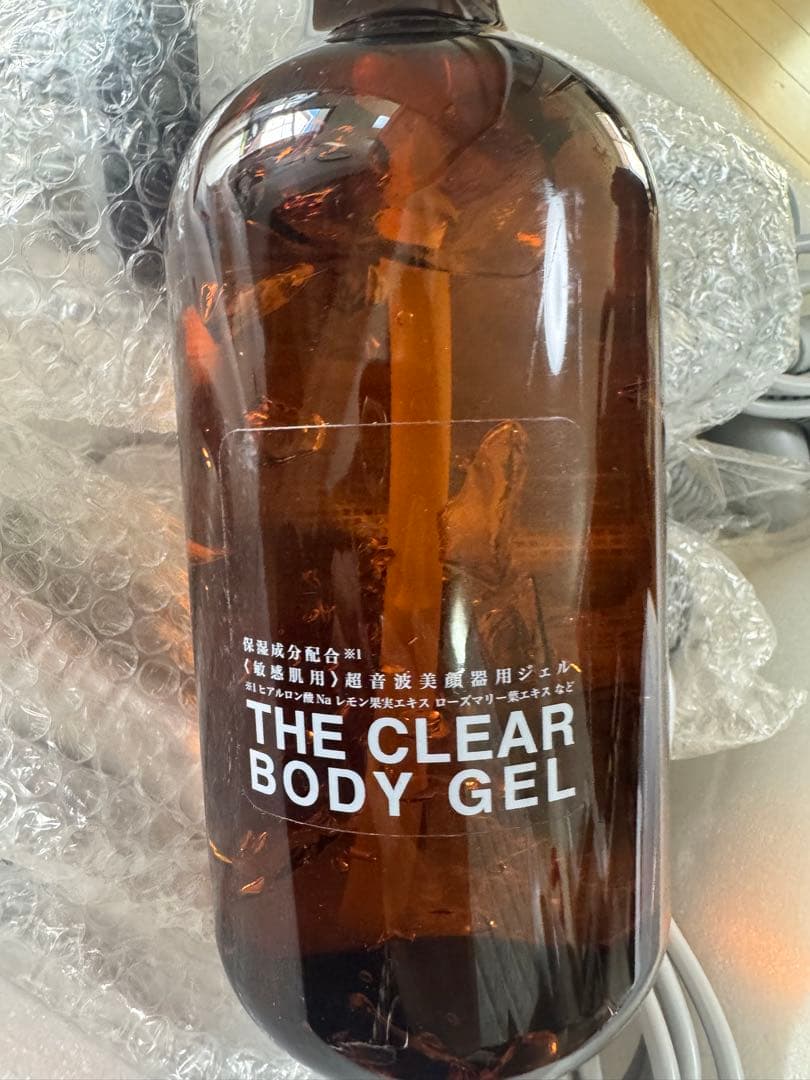 保湿成分配合※1
〈敏感肌用〉超音波美顔器用ジェル
※1 ヒアルロン酸Na レモン果実エキス ローズマリー葉エキス など
THE CLEAR
BODY GEL